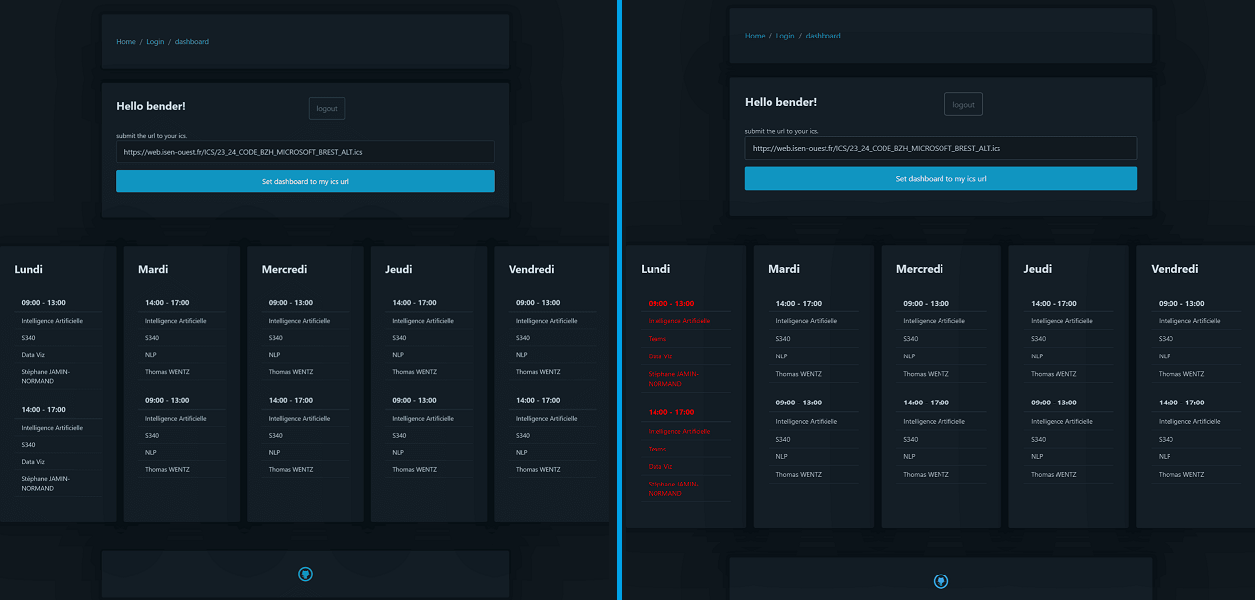 Home / Login / dashboard
Hello bender!
logout
submit the url to your ics.
https://web.isen-ouest.fr/ICS/23_24_CODE_BZH_MICROSOFT_BREST_ALT.ics
Set dashboard to my ics url
Lundi
09:00 - 13:00
Intelligence Artificielle
S340
Data Viz
Stéphane JAMIN-
NORMAND
14:00 - 17:00
Intelligence Artificielle
S340
Data Viz
Stéphane JAMIN-
NORMAND
Mardi
14:00 - 17:00
Intelligence Artificielle
S340
NLP
Thomas WENTZ
09:00 - 13:00
Intelligence Artificielle
S340
NLP
Thomas WENTZ
Mercredi
09:00 - 13:00
Intelligence Artificielle
S340
NLP
Thomas WENTZ
14:00 - 17:00
Intelligence Artificielle
S340
NLP
Thomas WENTZ
Jeudi
14:00 - 17:00
Intelligence Artificielle
S340
NLP
Thomas WENTZ
09:00 - 13:00
Intelligence Artificielle
S340
NLP
Thomas WENTZ
Vendredi
09:00 - 13:00
Intelligence Artificielle
S340
NLP
Thomas WENTZ
14:00 - 17:00
Intelligence Artificielle
S340
NLP
Thomas WENTZ
Home / Login / dashboard
Hello bender!
logout
submit the url to your ics.
https://web.isen-ouest.fr/ICS/23_24_CODE_BZH_MICROSOFT_BREST_ALT.ics
Set dashboard to my ics url
Lundi
09:00 - 13:00
Intelligence Artificielle
Teams
Data Viz
Stéphane JAMIN-
NORMAND
14:00 - 17:00
Intelligence Artificielle
Teams
Data Viz
Stéphane JAMIN-
NORMAND
Mardi
14:00 - 17:00
Intelligence Artificielle
S340
NLP
Thomas WENTZ
09:00 - 13:00
Intelligence Artificielle
S340
NLP
Thomas WENTZ
Mercredi
09:00 - 13:00
Intelligence Artificielle
S340
NLP
Thomas WENTZ
14:00 - 17:00
Intelligence Artificielle
S340
NLP
Thomas WENTZ
Jeudi
14:00 - 17:00
Intelligence Artificielle
S340
NLP
Thomas WENTZ
09:00 - 13:00
Intelligence Artificielle
S340
NLP
Thomas WENTZ
Vendredi
09:00 - 13:00
Intelligence Artificielle
S340
NLP
Thomas WENTZ
14:00 - 17:00
Intelligence Artificielle
S340
NLP
Thomas WENTZ